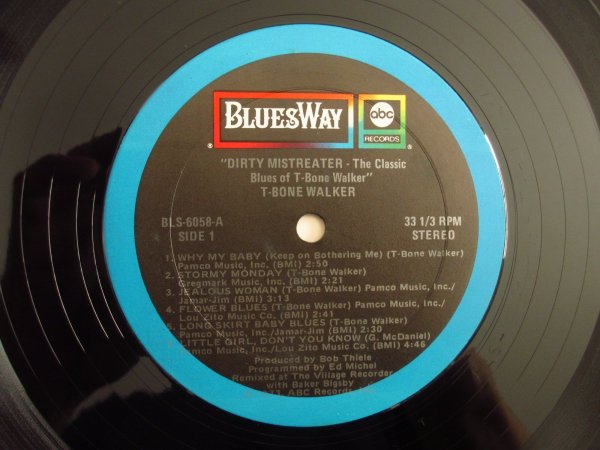 BLUESWAY
abc
RECORDS
"DIRTY MISTREATER - The Classic
Blues of T-Bone Walker"
T-BONE WALKER
BLS-6058-A
SIDE 1
33 1/3 RPM
STEREO
1. WHY MY BABY (Keep on Bothering Me) (T-Bone Walker)
Pamco Music, Inc. (BMI) 2:50
2. STORMY MONDAY (T-Bone Walker)
Gregmark Music, Inc. (BMI) 2:21
3. JEALOUS WOMAN (T-Bone Walker) Pamco Music, Inc./
Jamar-Jim (BMI) 3:13
4. FLOWER BLUES (T-Bone Walker) Pamco Music, Inc./
Lou Zito Music Co. (BMI) 2:41
5. LONG SKIRT BABY BLUES (T-Bone Walker)
Pamco Music, Inc./Jamar-Jim (BMI) 2:30
LITTLE GIRL, DON'T YOU KNOW (G. McDaniel)
Pamco Music, Inc./Lou Zito Music Co. (BMI) 4:46
Produced by Bob Thiele
Programmed by Ed Michel
Remixed at The Village Recorder
with Baker Bigsby
73, ABC Records